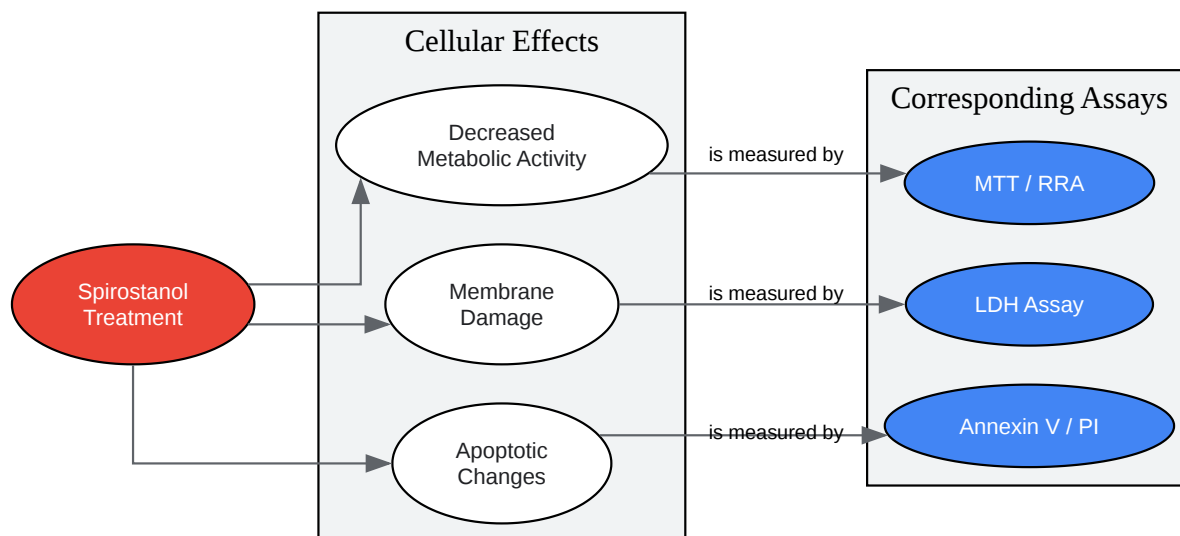 Cellular Effects
Corresponding Assays
Decreased
Metabolic Activity
is measured by
MTT / RRA
Spirostanol
Treatment
Membrane
Damage
is measured by
LDH Assay
Apoptotic
Changes
is measured by
Annexin V / PI